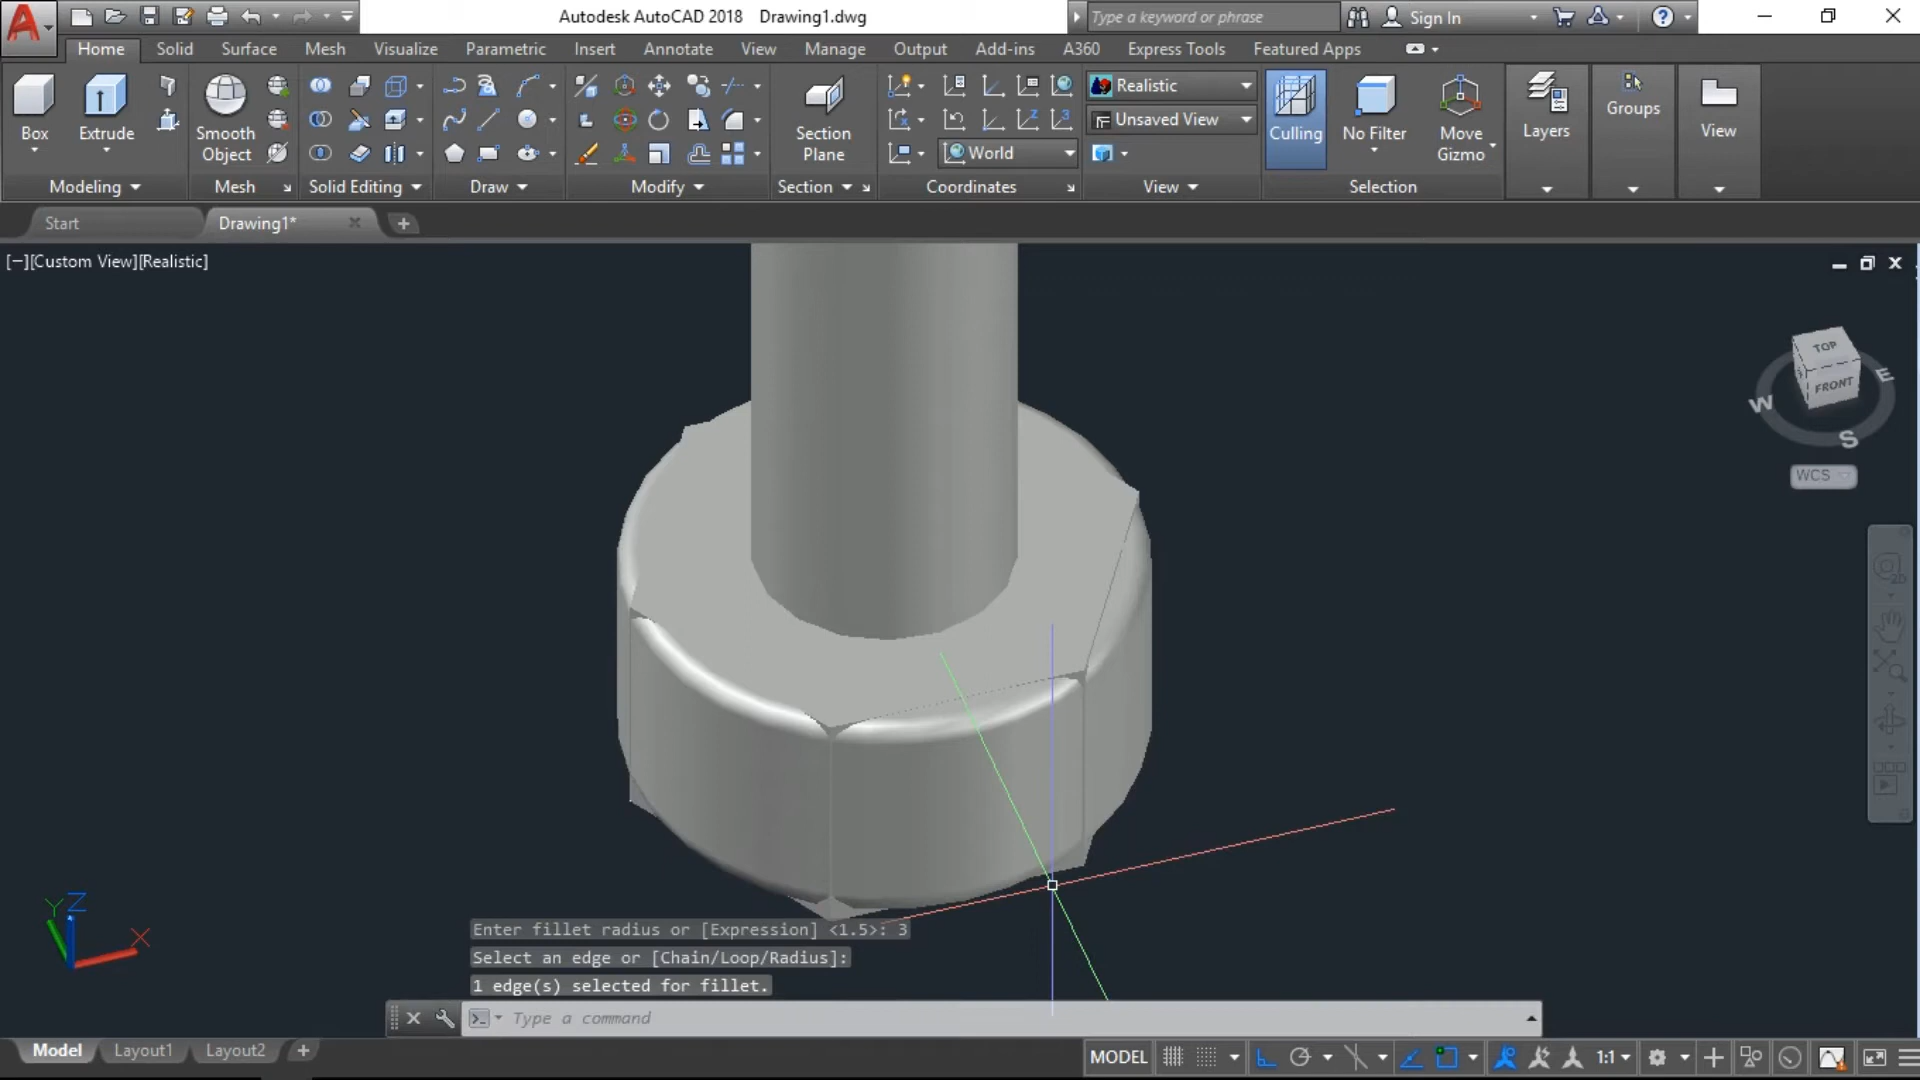 Autodesk AutoCAD 2018 Drawing1.dwg
Type a keyword or phrase
Sign In
Home Solid Surface Mesh Visualize Parametric Insert Annotate View Manage Output Add-ins A360 Express Tools Featured Apps
Box
Extrude
Smooth
Object
Section
Plane
World
Realistic
Unsaved View
Culling
No Filter
Move
Gizmo
Layers
Groups
View
Modeling
Mesh
Solid Editing
Draw
Modify
Section
Coordinates
View
Selection
Start
Drawing1*
[−][Custom View][Realistic]
TOP
FRONT
W
E
S
WCS
2D
Y
Z
X
Enter fillet radius or [Expression] <1.5>: 3
Select an edge or [Chain/Loop/Radius]:
1 edge(s) selected for fillet.
Type a command
Model Layout1 Layout2
MODEL
1:1